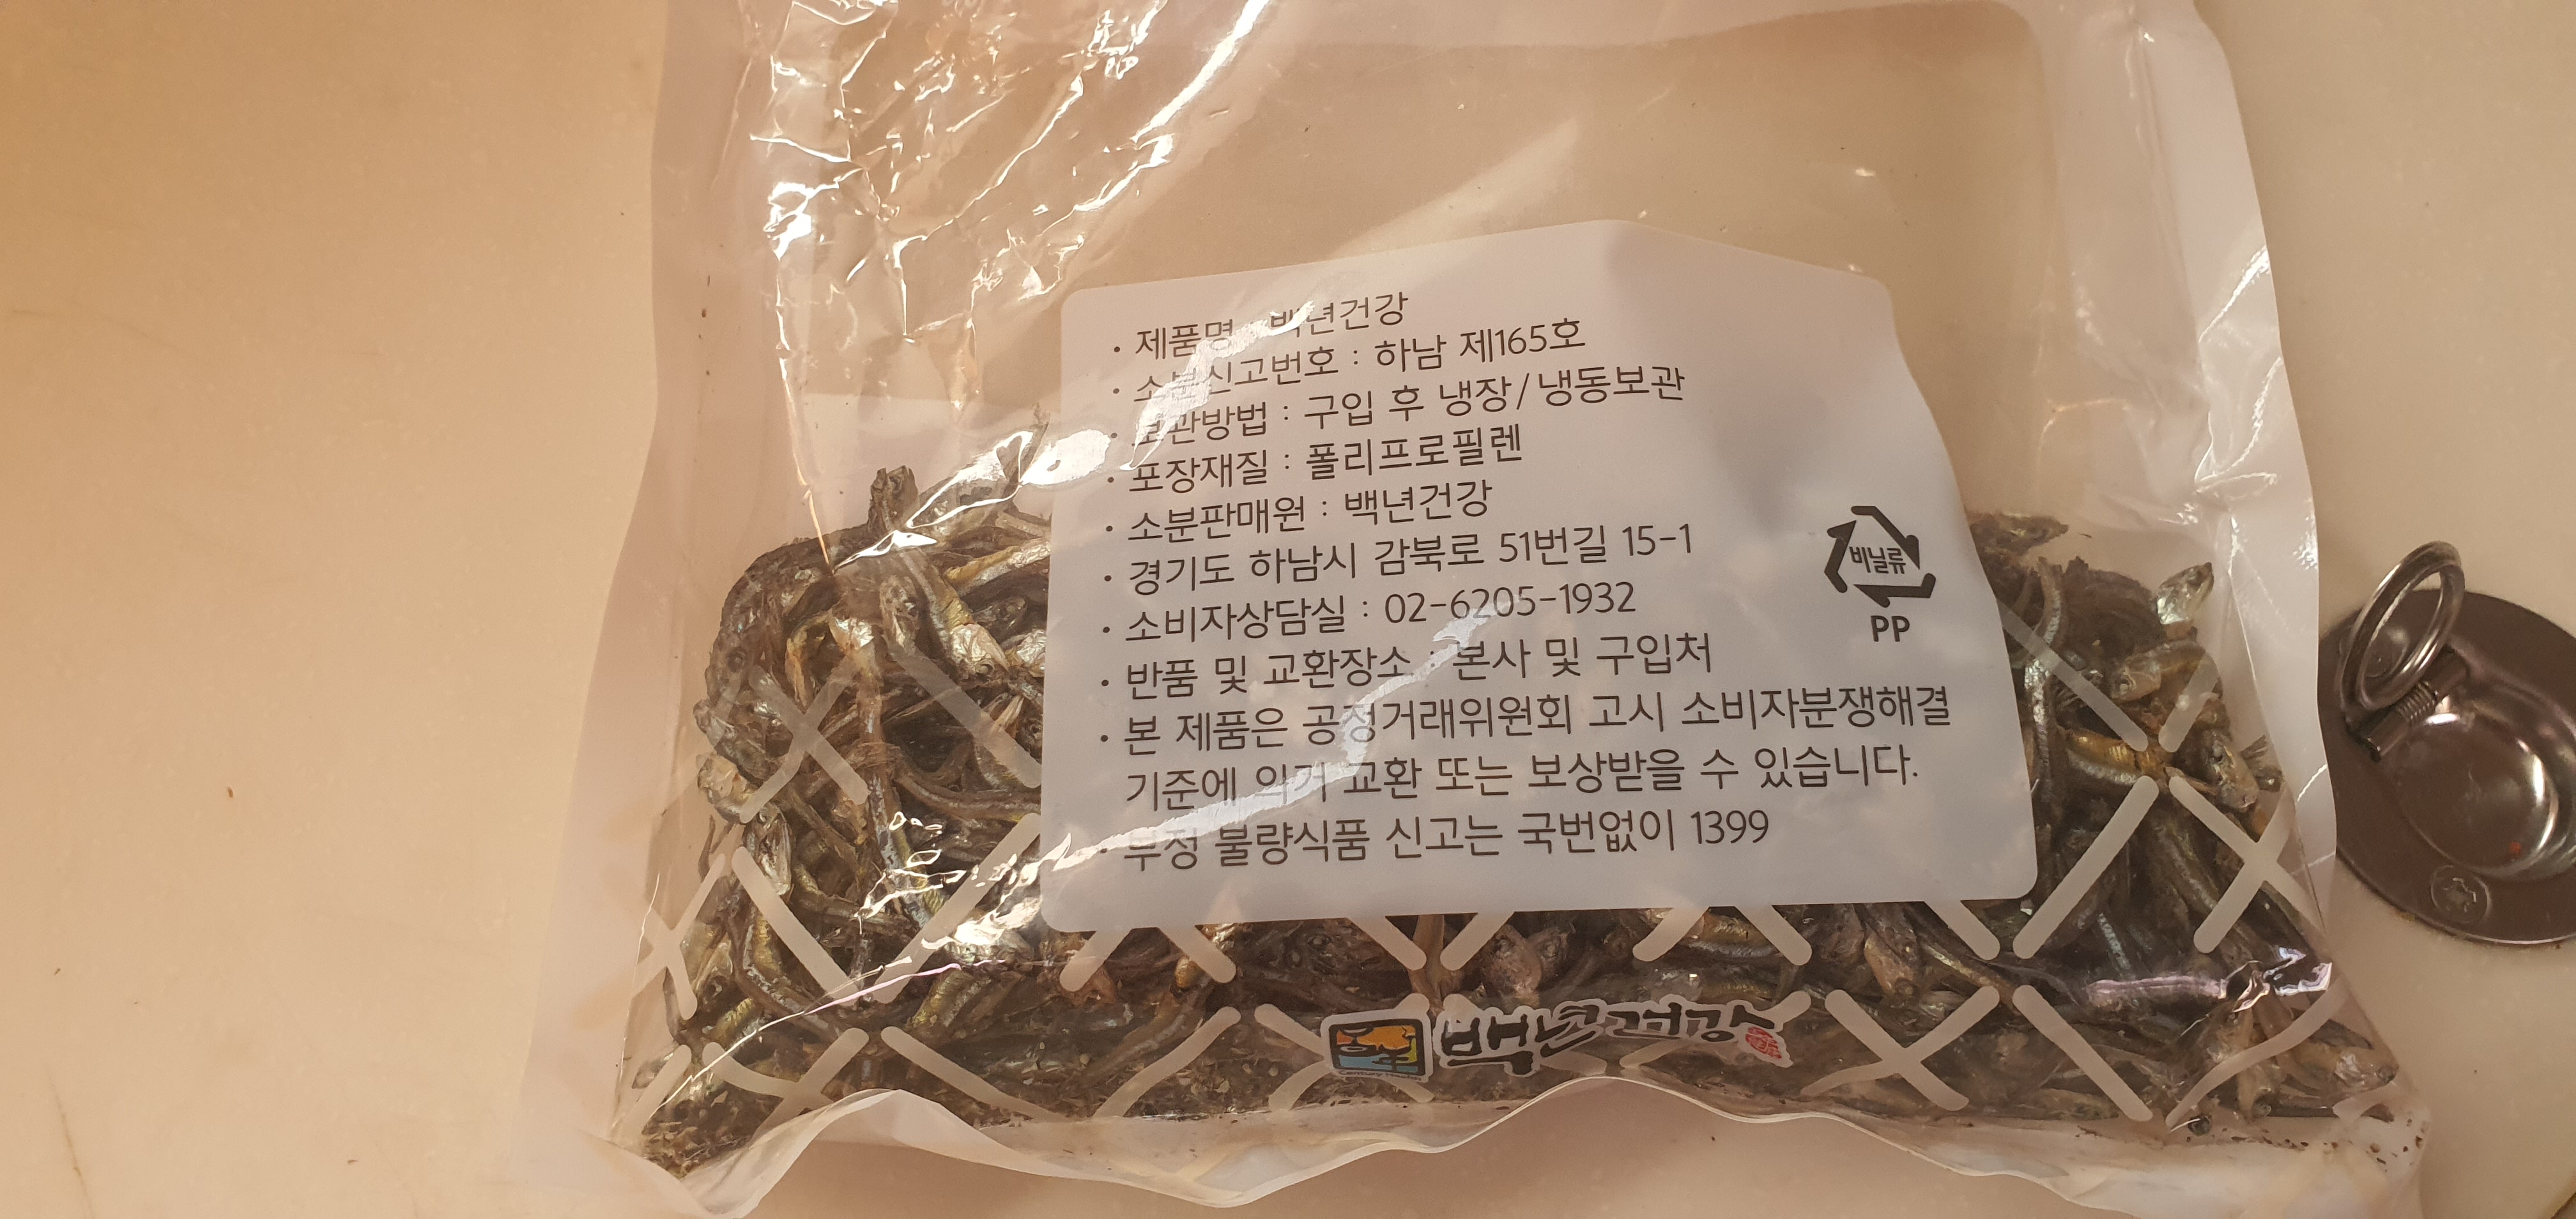 · 제품명 : 백년건강
· 소분신고번호 : 하남 제165호
· 보관방법 : 구입 후 냉장/냉동보관
· 포장재질 : 폴리프로필렌
· 소분판매원 : 백년건강
· 경기도 하남시 감북로 51번길 15-1
· 소비자상담실 : 02-6205-1932
· 반품 및 교환장소 : 본사 및 구입처
· 본 제품은 공정거래위원회 고시 소비자분쟁해결
기준에 의거 교환 또는 보상받을 수 있습니다.
· 부정 불량식품 신고는 국번없이 1399
비닐류
PP
백년건강